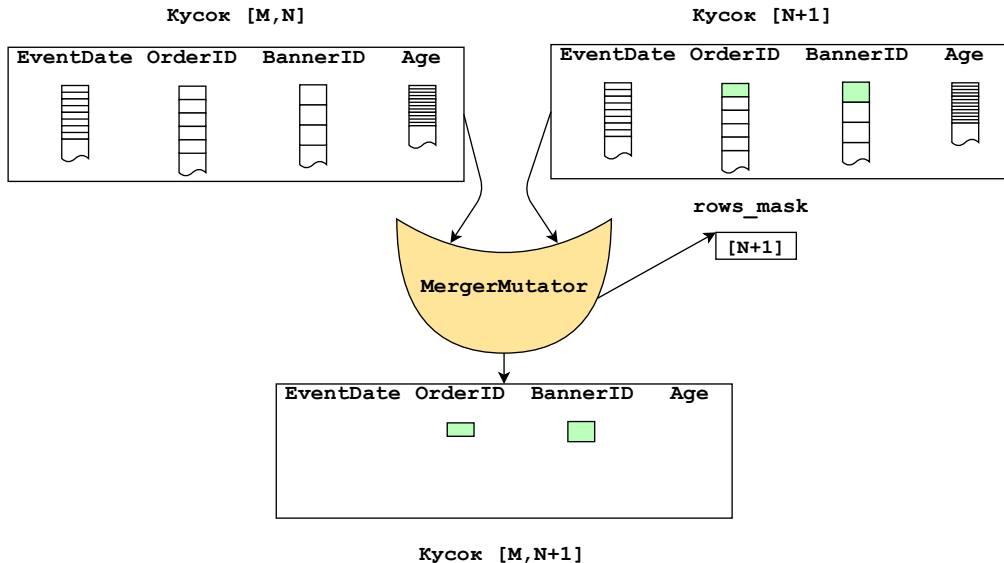 Кусок [M,N]
Кусок [N+1]
EventDate OrderID BannerID Age
EventDate OrderID BannerID Age
rows_mask
[N+1]
MergerMutator
EventDate OrderID BannerID Age
Кусок [M,N+1]